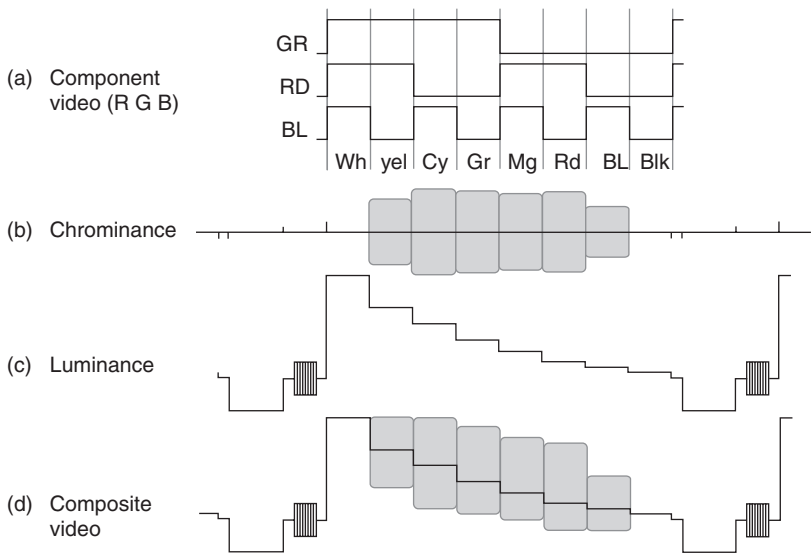 GR
(a) Component video (R G B)
RD
BL
Wh yel Cy Gr Mg Rd BL Blk
(b) Chrominance
(c) Luminance
(d) Composite video